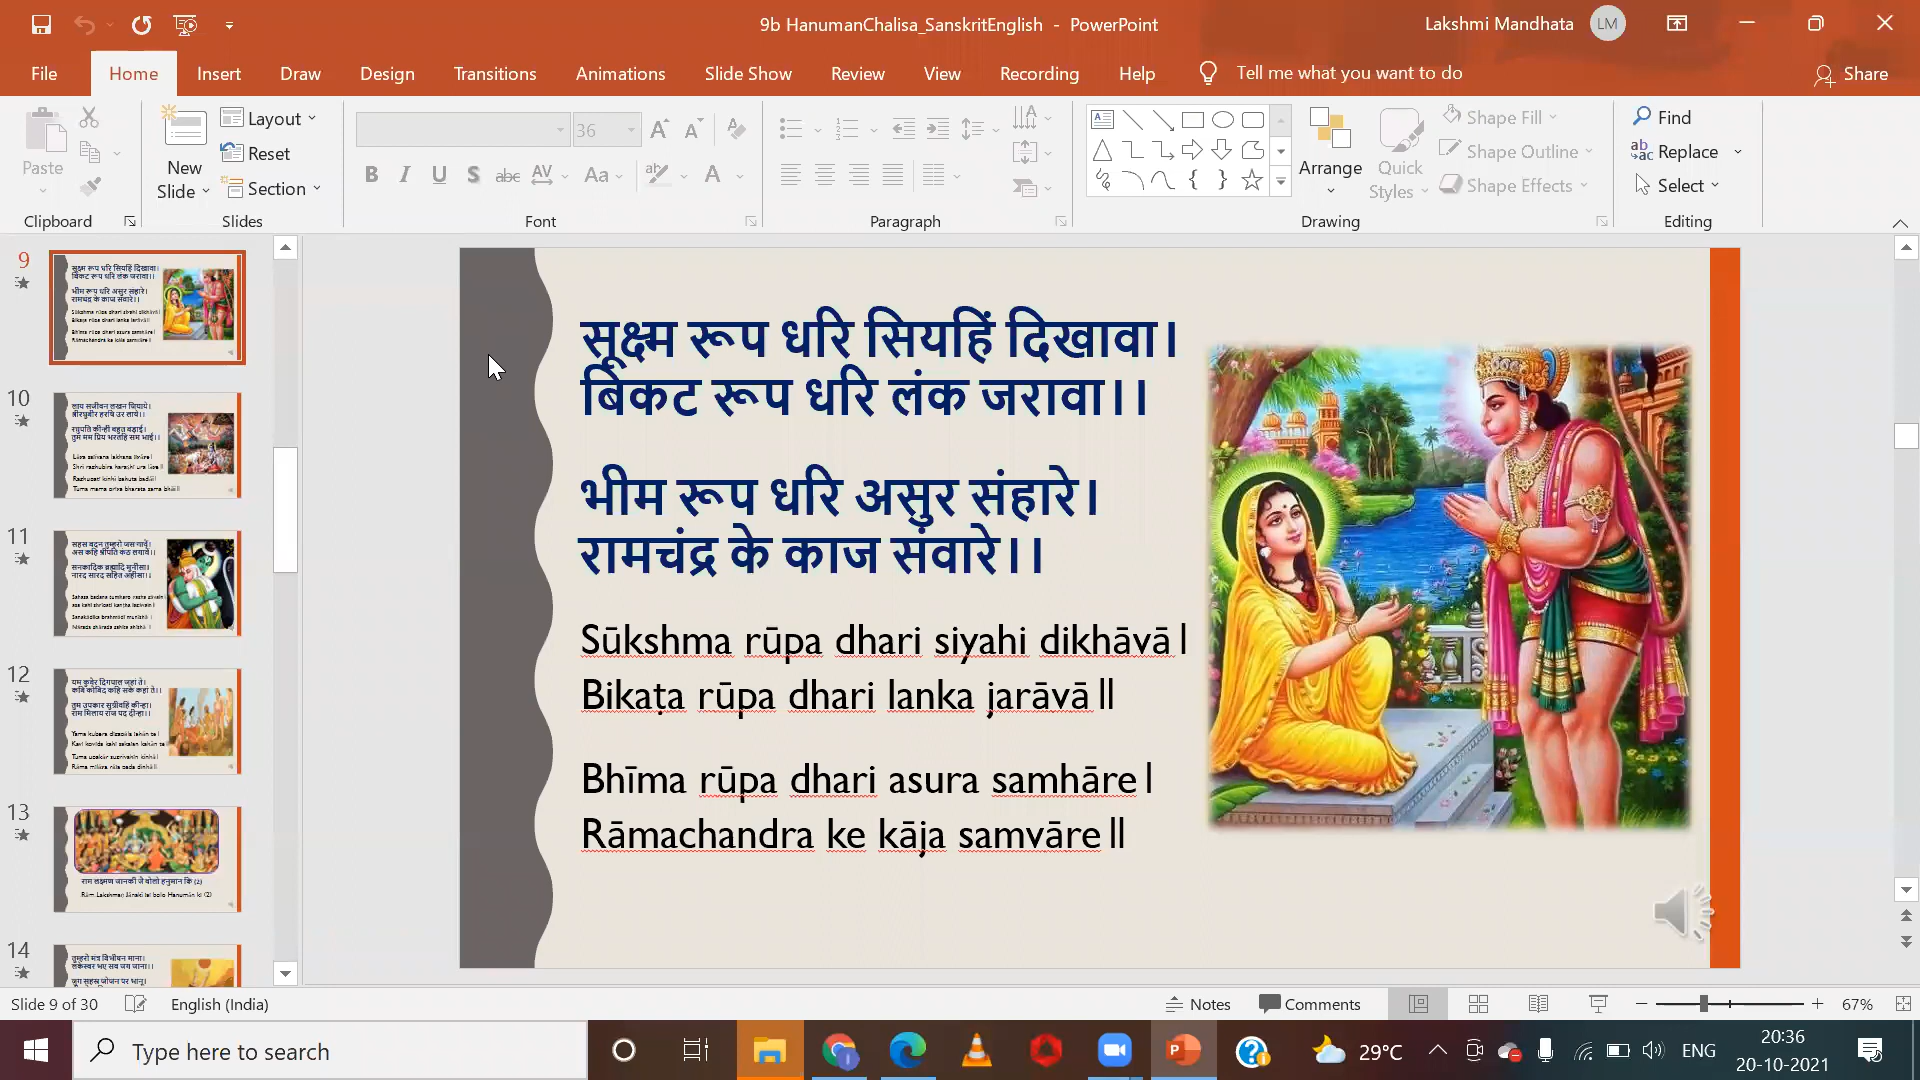 9b HanumanChalisa_SanskritEnglish - PowerPoint
Lakshmi Mandhata
LM
File
Home
Insert
Draw
Design
Transitions
Animations
Slide Show
Review
View
Recording
Help
Tell me what you want to do
Share
Paste
New
Slide
Layout
Reset
Section
36
Shape Fill
Shape Outline
Shape Effects
Arrange
Quick
Styles
Find
Replace
Select
Clipboard
Slides
Font
Paragraph
Drawing
Editing
9
10
11
12
13
14
सूक्ष्म रूप धरि सियहिं दिखावा।
बिकट रूप धरि लंक जरावा।।
भीम रूप धरि असुर संहारे।
रामचंद्र के काज संवारे।।
Sūkshma rūpa dhari siyahi dikhāvā।
Bikaṭa rūpa dhari lanka jarāvā॥
Bhīma rūpa dhari asura samhāre।
Rāmachandra ke kāja samvāre॥
Slide 9 of 30
English (India)
Notes
Comments
67%
Type here to search
29°C
ENG
20:36
20-10-2021